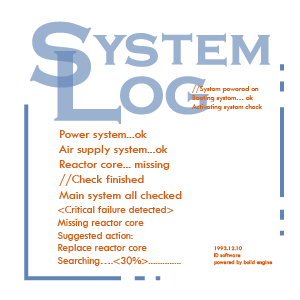 SYSTEM
LOG
//System powered on
Booting system... ok
Activating system check
Power system...ok
Air supply system...ok
Reactor core... missing
//Check finished
Main system all checked
<Critical failure detected>
Missing reactor core
Suggested action:
Replace reactor core
Searching....<30%>...............
1993.12.10
ID software
powered by build engine